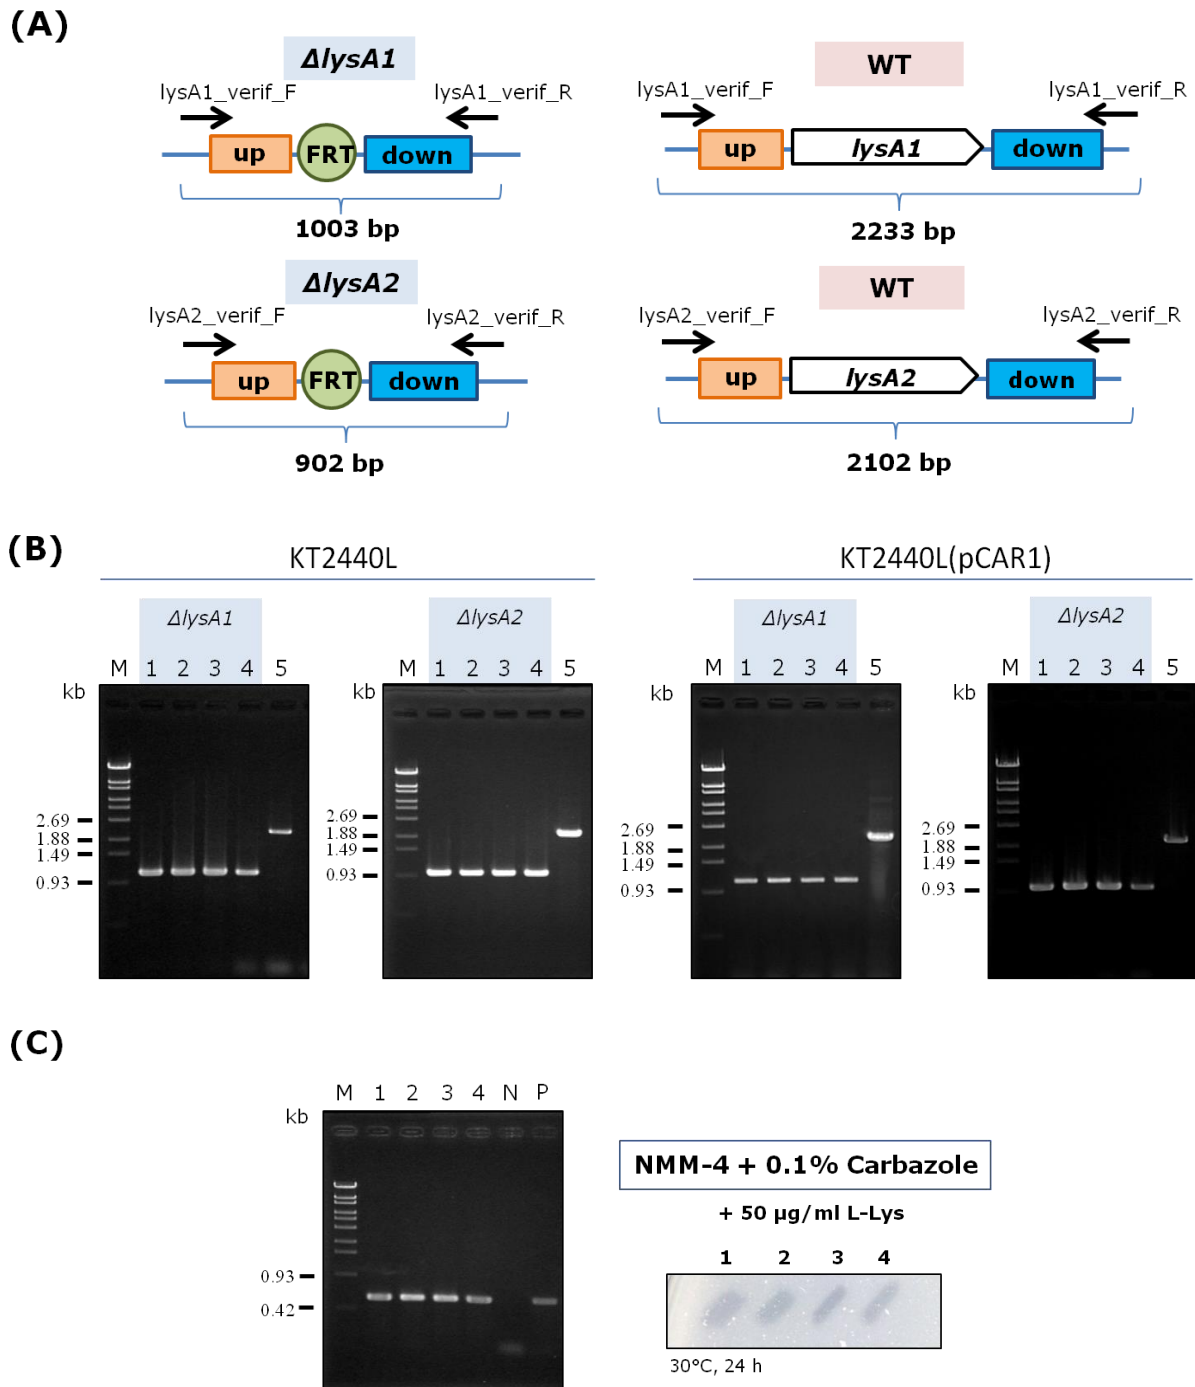 (A)
ΔlysA1
WT
lysA1_verif_F
lysA1_verif_R
lysA1_verif_F
lysA1_verif_R
up
FRT
down
up
lysA1
down
1003 bp
2233 bp
ΔlysA2
WT
lysA2_verif_F
lysA2_verif_R
lysA2_verif_F
lysA2_verif_R
up
FRT
down
up
lysA2
down
902 bp
2102 bp
(B)
KT2440L
KT2440L(pCAR1)
ΔlysA1
ΔlysA2
ΔlysA1
ΔlysA2
M 1 2 3 4 5
M 1 2 3 4 5
M 1 2 3 4 5
M 1 2 3 4 5
kb
2.69
1.88
1.49
0.93
kb
2.69
1.88
1.49
0.93
kb
2.69
1.88
1.49
0.93
kb
2.69
1.88
1.49
0.93
(C)
M 1 2 3 4 N P
kb
0.93
0.42
NMM-4 + 0.1% Carbazole
+ 50 µg/ml L-Lys
1 2 3 4
30°C, 24 h